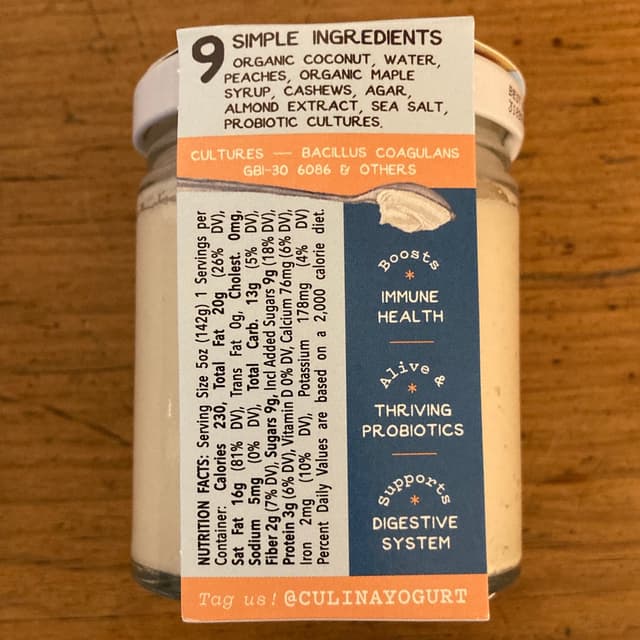 9 SIMPLE INGREDIENTS
ORGANIC COCONUT, WATER,
PEACHES, ORGANIC MAPLE
SYRUP, CASHEWS, AGAR,
ALMOND EXTRACT, SEA SALT,
PROBIOTIC CULTURES.
CULTURES — BACILLUS COAGULANS
GBI-30 6086 & OTHERS
NUTRITION FACTS: Serving Size 5oz (142g) 1 Servings per
Container: Calories 230, Total Fat 20g (26% DV),
Sat Fat 16g (81% DV), Trans Fat 0g, Cholest. 0mg,
Sodium 5mg (0% DV), Total Carb. 13g (5% DV),
Fiber 2g (7% DV), Sugars 9g, Incl Added Sugars 9g (18% DV),
Protein 3g (6% DV), Vitamin D 0% DV, Calcium 76mg (6% DV),
Iron 2mg (10% DV), Potassium 178mg (4% DV)
Percent Daily Values are based on a 2,000 calorie diet.
Boosts
IMMUNE
HEALTH
Alive &
THRIVING
PROBIOTICS
Supports
DIGESTIVE
SYSTEM
Tag us! @CULINAYOGURT